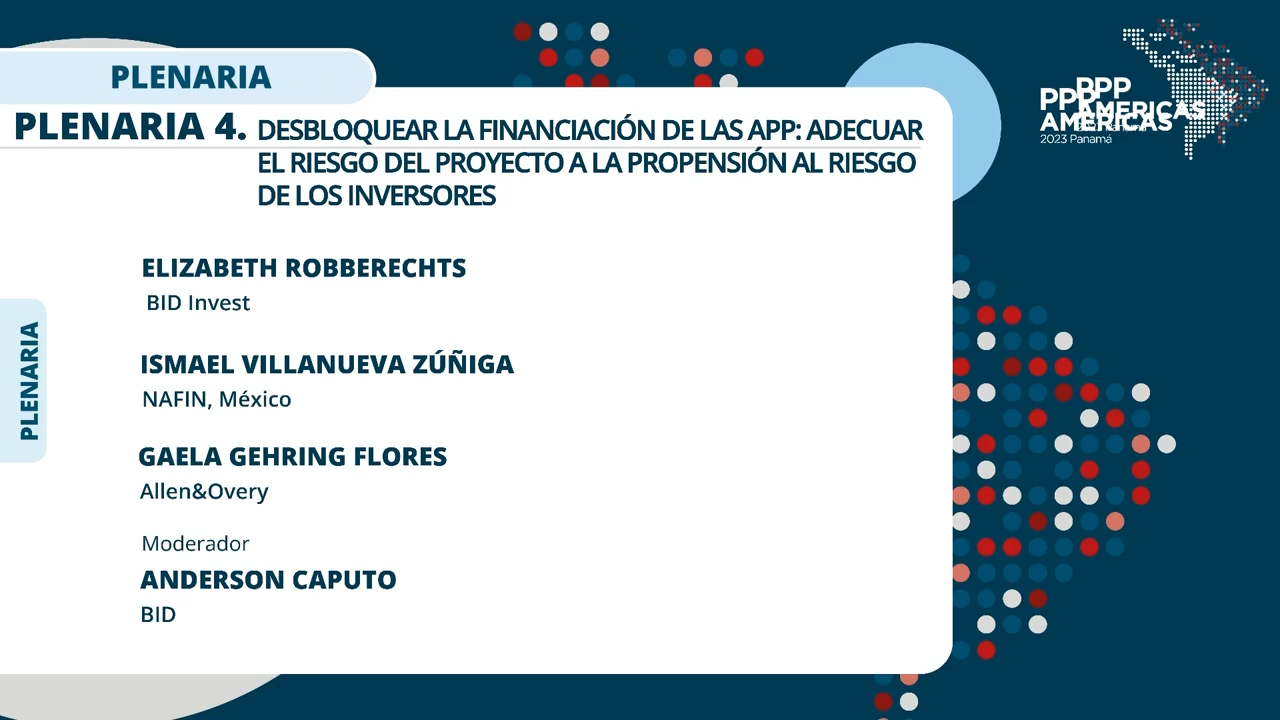 PLENARIA
PLENARIA 4. DESBLOQUEAR LA FINANCIACIÓN DE LAS APP: ADECUAR
EL RIESGO DEL PROYECTO A LA PROPENSIÓN AL RIESGO
DE LOS INVERSORES
ELIZABETH ROBBERECHTS
BID Invest
ISMAEL VILLANUEVA ZÚÑIGA
NAFIN, México
GAELA GEHRING FLORES
Allen&Overy
Moderador
ANDERSON CAPUTO
BID
PLENARIA
PPP
AMERICAS
PPP
AMERICAS
2023 Panamá